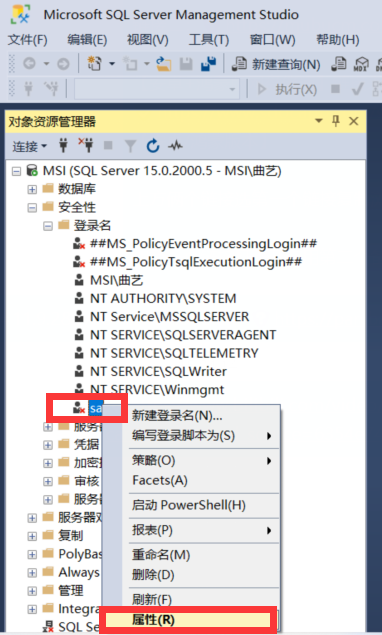 Microsoft SQL Server Management Studio
文件(F) 编辑(E) 视图(V) 工具(T) 窗口(W) 帮助(H)
新建查询(N) MDX
执行(X)
对象资源管理器
连接
MSI (SQL Server 15.0.2000.5 - MSI\曲艺)
数据库
安全性
登录名
##MS_PolicyEventProcessingLogin##
##MS_PolicyTsqlExecutionLogin##
MSI\曲艺
NT AUTHORITY\SYSTEM
NT Service\MSSQLSERVER
NT SERVICE\SQLSERVERAGENT
NT SERVICE\SQLTELEMETRY
NT SERVICE\SQLWriter
NT SERVICE\Winmgmt
sa
服务器
凭据
加密
审核
服务器
服务器对
复制
PolyBas
Always
管理
Integra
SQL Se
新建登录名(N)...
编写登录脚本为(S)
策略(O)
Facets(A)
启动 PowerShell(H)
报表(P)
重命名(M)
删除(D)
刷新(F)
属性(R)